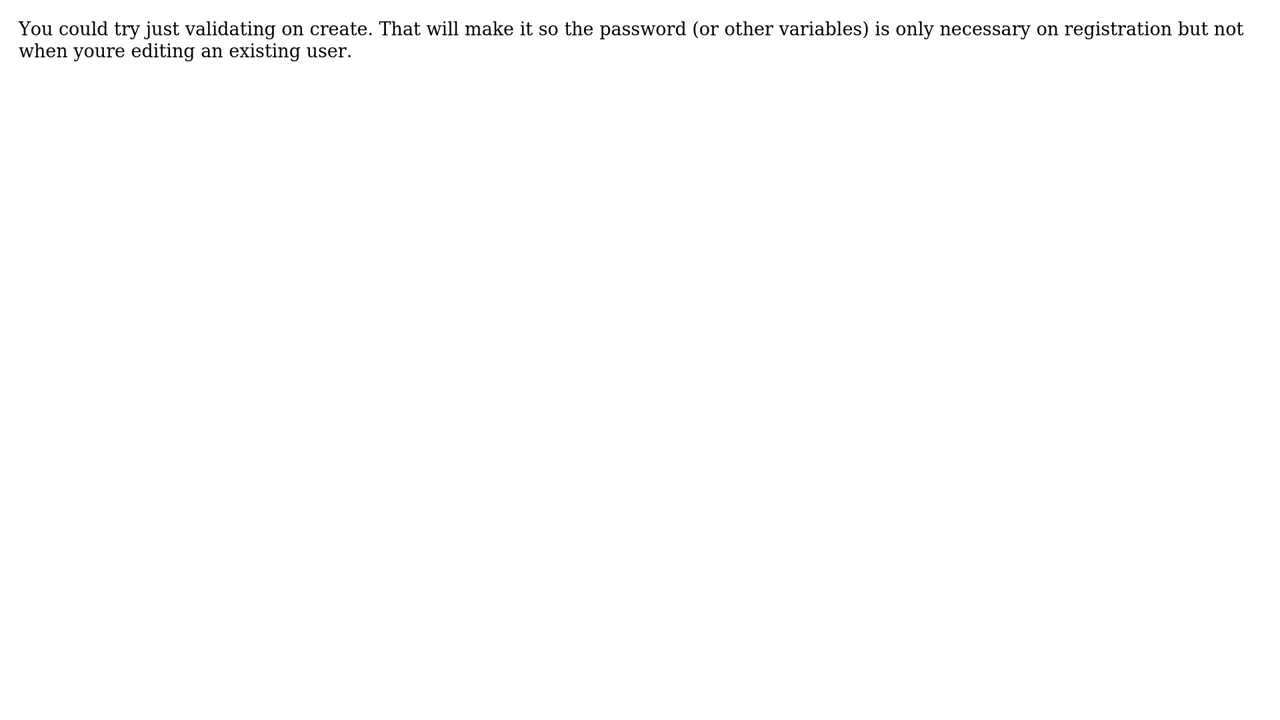 You could try just validating on create. That will make it so the password (or other variables) is only necessary on registration but not
when youre editing an existing user.